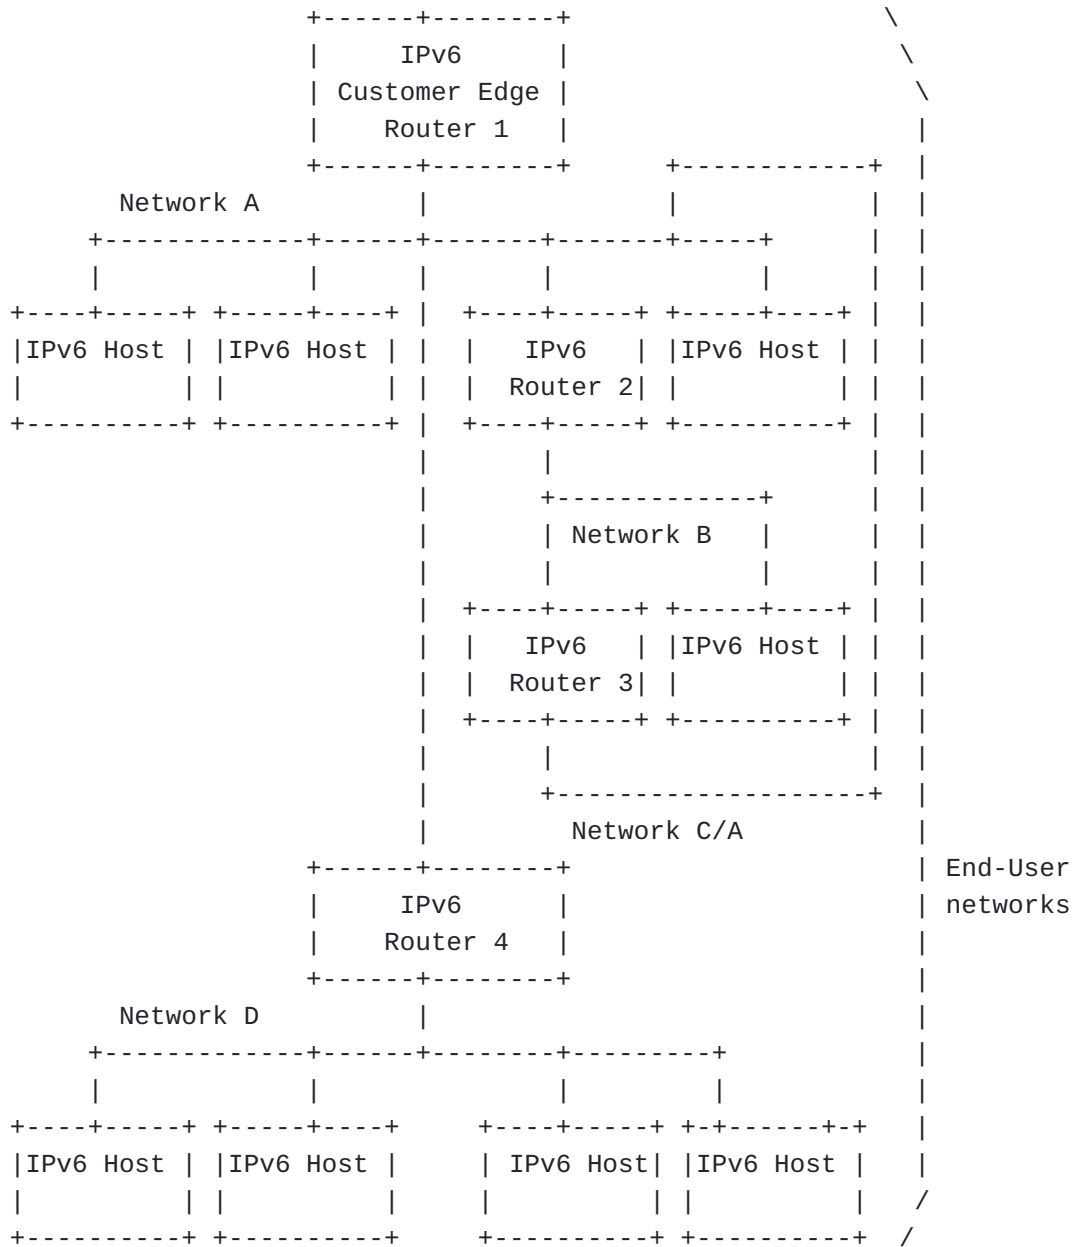 IPv6
Customer Edge
Router 1
Network A
IPv6 Host IPv6 Host IPv6 IPv6 Host
Router 2
Network B
IPv6 IPv6 Host
Router 3
Network C/A
End-User
IPv6 networks
Router 4
Network D
IPv6 Host IPv6 Host IPv6 Host IPv6 Host